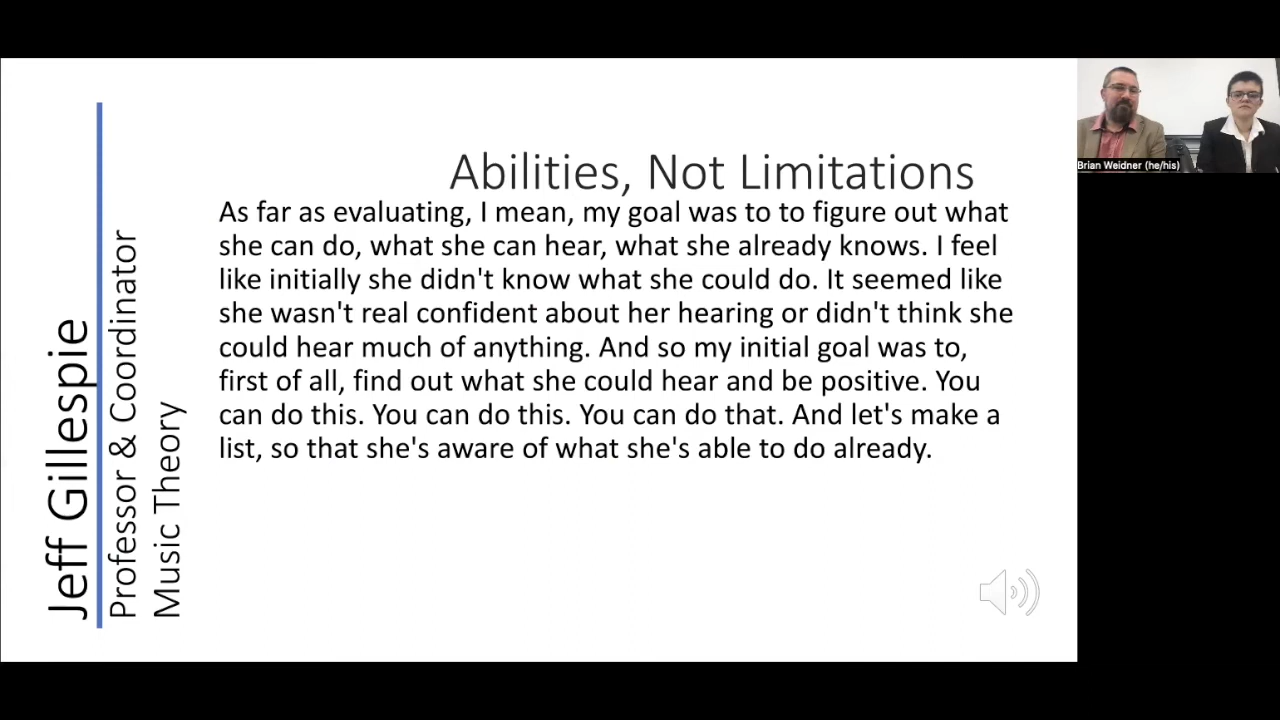 Jeff Gillespie
Professor & Coordinator
Music Theory
Abilities, Not Limitations
As far as evaluating, I mean, my goal was to to figure out what
she can do, what she can hear, what she already knows. I feel
like initially she didn't know what she could do. It seemed like
she wasn't real confident about her hearing or didn't think she
could hear much of anything. And so my initial goal was to,
first of all, find out what she could hear and be positive. You
can do this. You can do this. You can do that. And let's make a
list, so that she's aware of what she's able to do already.
Brian Weidner (he/his)